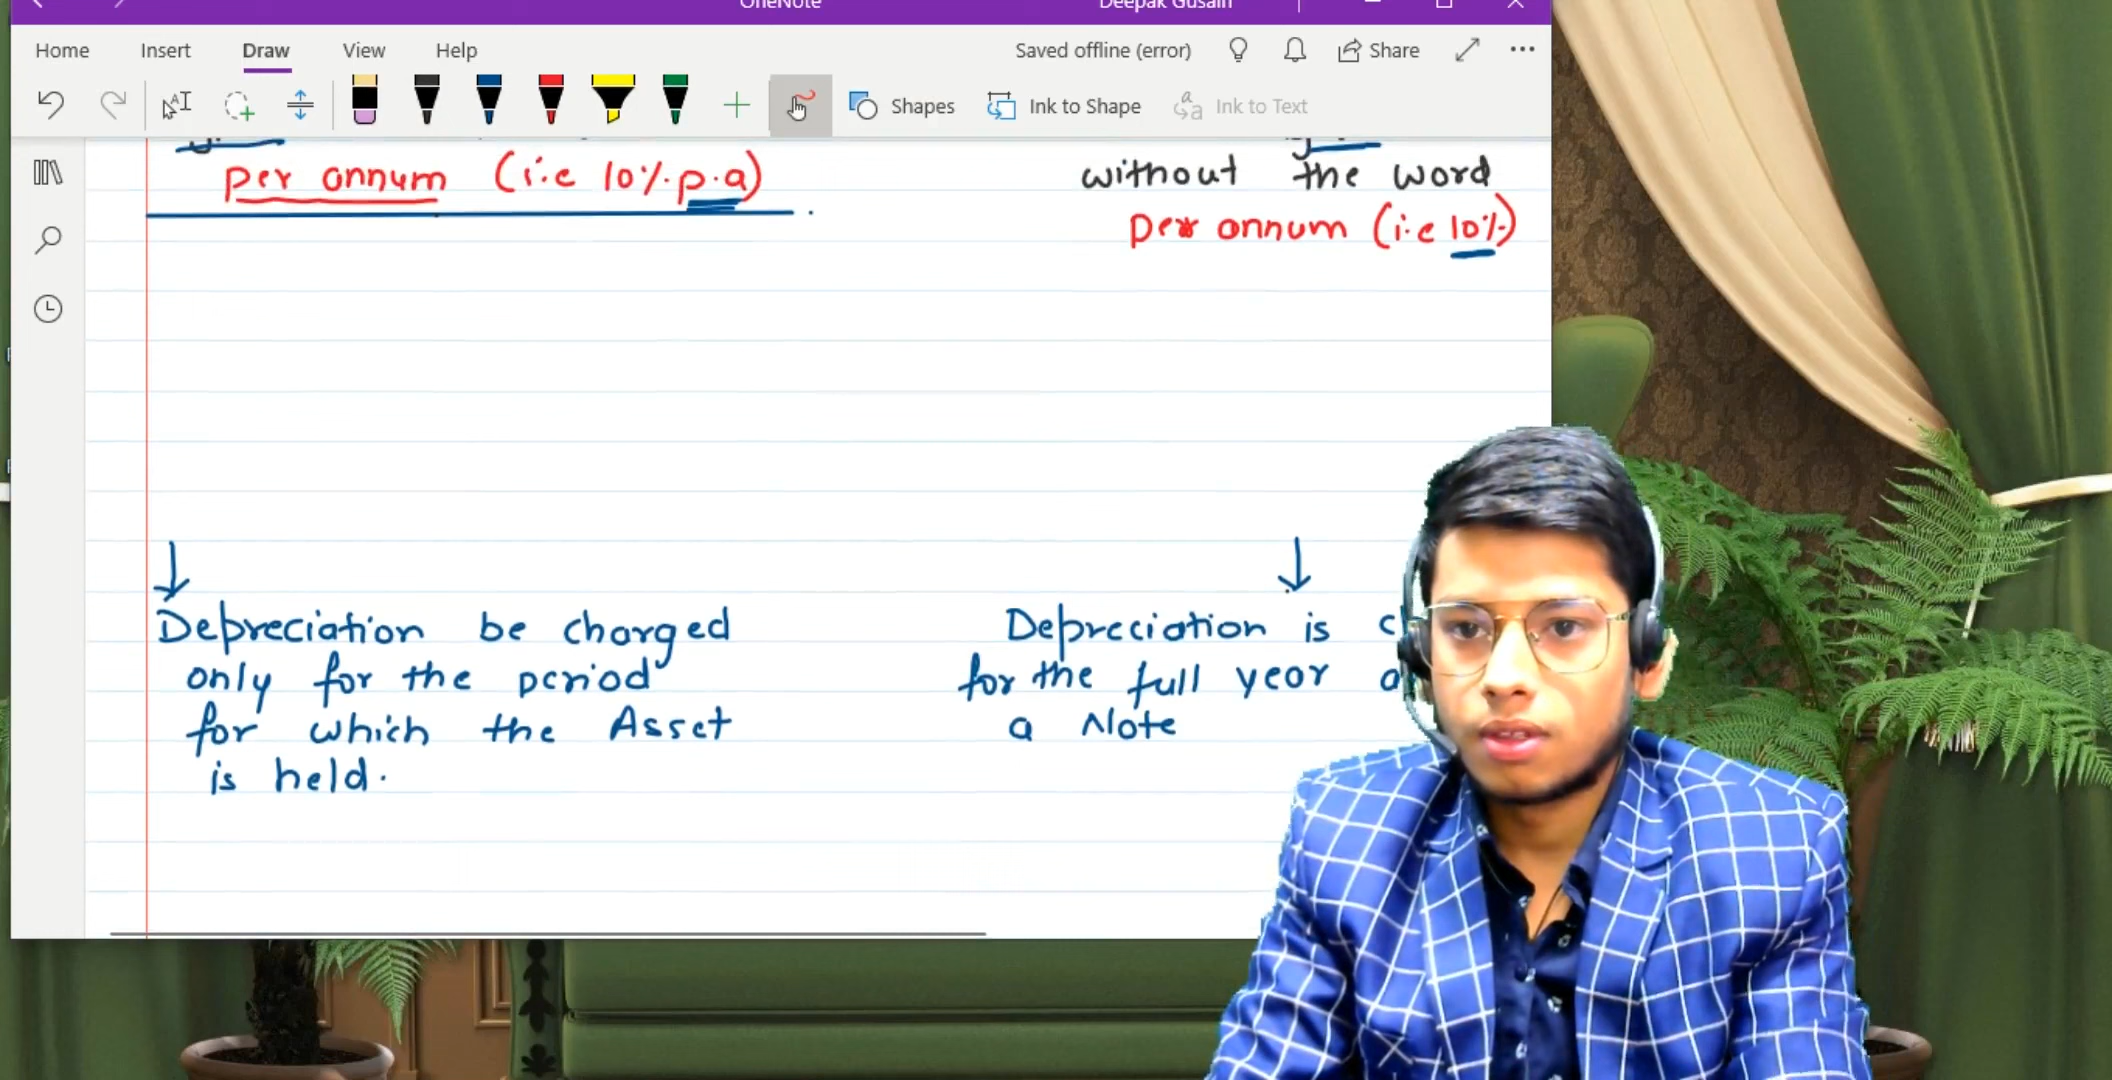 OneNote
Deepak Gusain
Home Insert Draw View Help
Saved offline (error) Share
Shapes Ink to Shape Ink to Text
per annum (i.e 10%. p.a)
without the word
per annum (i.e 10%)
Depreciation be charged
only for the period
for which the Asset
is held.
Depreciation is
for the full year
a Note